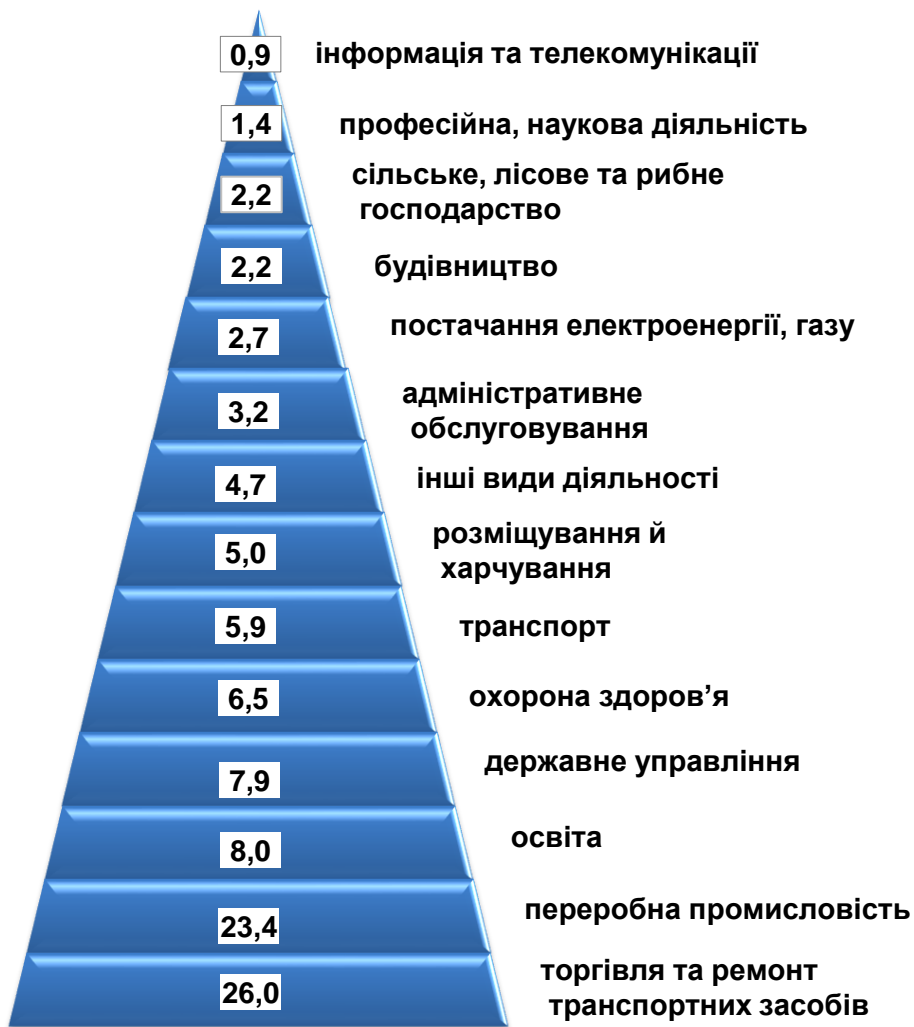 0,9 інформація та телекомунікації
1,4 професійна, наукова діяльність
сільське, лісове та рибне
2,2 господарство
2,2 будівництво
2,7 постачання електроенергії, газу
3,2 адміністративне
обслуговування
4,7 інші види діяльності
5,0 розміщування й
харчування
5,9 транспорт
6,5 охорона здоров’я
7,9 державне управління
8,0 освіта
23,4 переробна промисловість
26,0 торгівля та ремонт
транспортних засобів